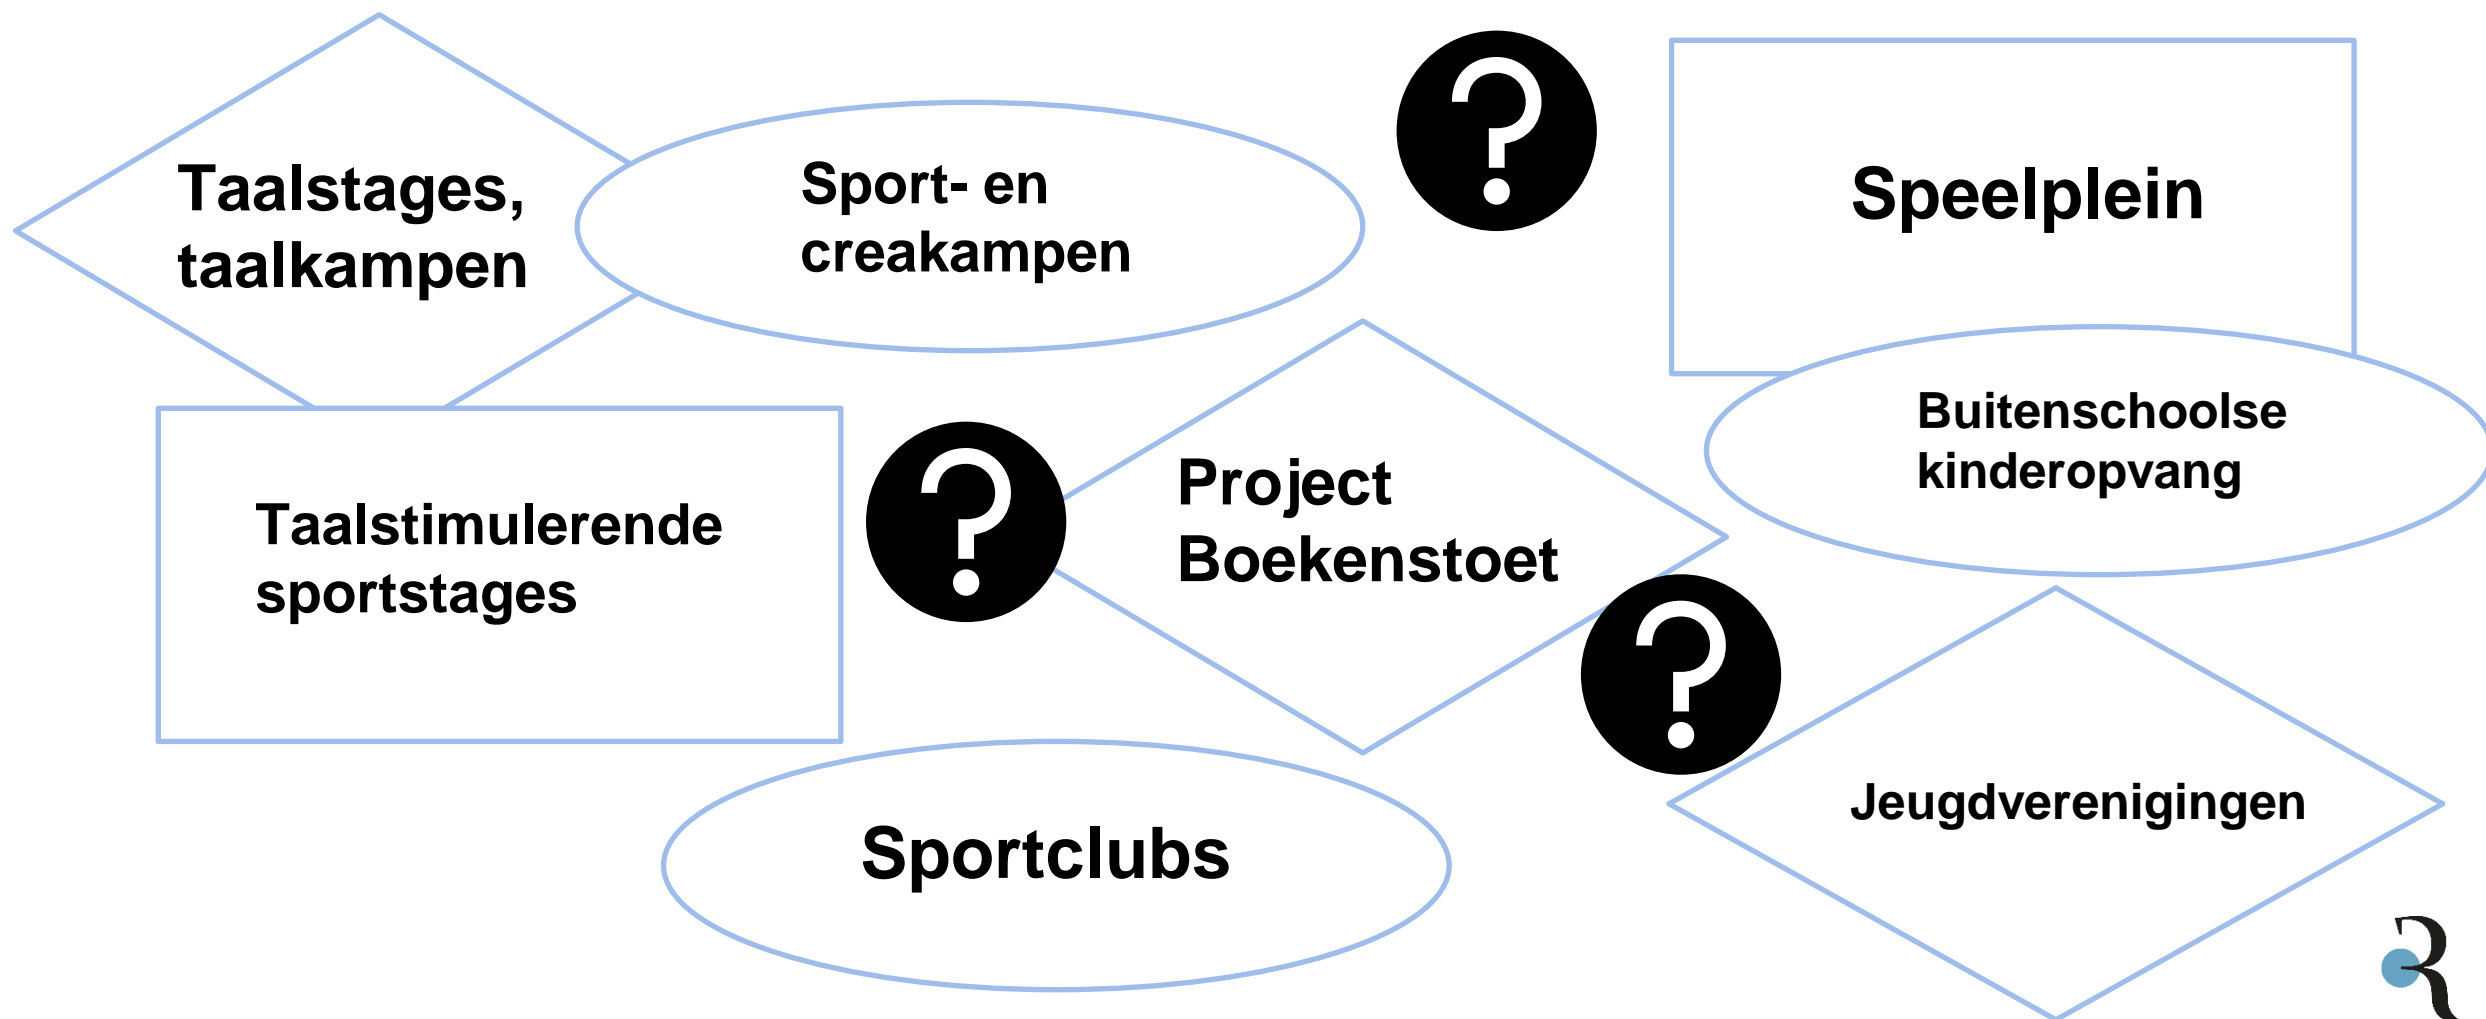 Taalstages,
taalkampen
Sport- en
creakampen
?
Speelplein
Taalstimulerende
sportstages
?
Project
Boekenstoet
Buitenschoolse
kinderopvang
?
Jeugdverenigingen
Sportclubs